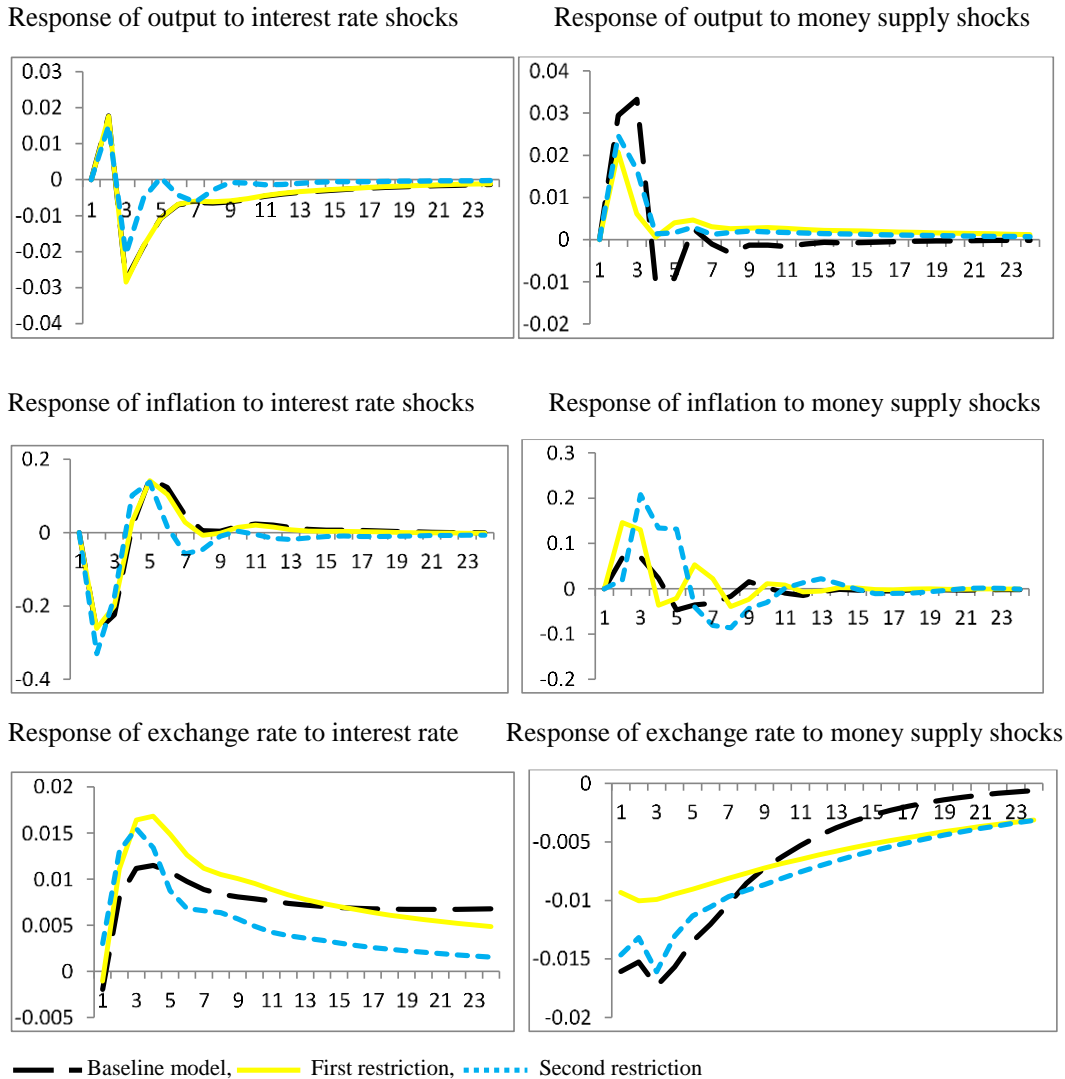 Response of output to interest rate shocks
Response of output to money supply shocks
0.03
0.02
0.01
0
-0.01
-0.02
-0.03
-0.04
1 3 5 7 9 11 13 15 17 19 21 23
0.04
0.03
0.02
0.01
0
-0.01
-0.02
1 3 5 7 9 11 13 15 17 19 21 23
Response of inflation to interest rate shocks
Response of inflation to money supply shocks
0.2
0
-0.2
-0.4
1 3 5 7 9 11 13 15 17 19 21 23
0.3
0.2
0.1
0
-0.1
-0.2
1 3 5 7 9 11 13 15 17 19 21 23
Response of exchange rate to interest rate
Response of exchange rate to money supply shocks
0.02
0.015
0.01
0.005
0
-0.005
1 3 5 7 9 11 13 15 17 19 21 23
0
-0.005
-0.01
-0.015
-0.02
1 3 5 7 9 11 13 15 17 19 21 23
Baseline model, First restriction, Second restriction